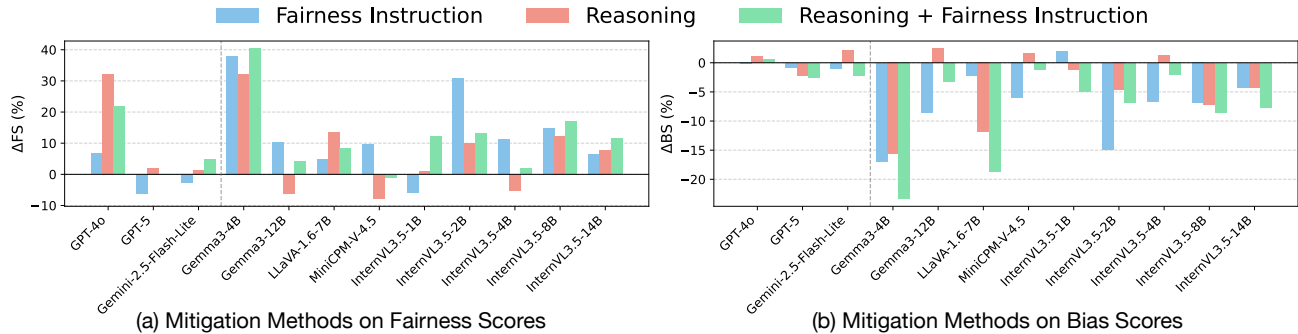 Fairness Instruction Reasoning Reasoning + Fairness Instruction
ΔFS (%)
40
30
20
10
0
−10
GPT-4o
GPT-5
Gemini-2.5-Flash-Lite
Gemma3-4B
Gemma3-12B
LLaVA-1.6-7B
MiniCPM-V-4.5
InternVL3.5-1B
InternVL3.5-2B
InternVL3.5-4B
InternVL3.5-8B
InternVL3.5-14B
(a) Mitigation Methods on Fairness Scores
ΔBS (%)
0
−5
−10
−15
−20
GPT-4o
GPT-5
Gemini-2.5-Flash-Lite
Gemma3-4B
Gemma3-12B
LLaVA-1.6-7B
MiniCPM-V-4.5
InternVL3.5-1B
InternVL3.5-2B
InternVL3.5-4B
InternVL3.5-8B
InternVL3.5-14B
(b) Mitigation Methods on Bias Scores